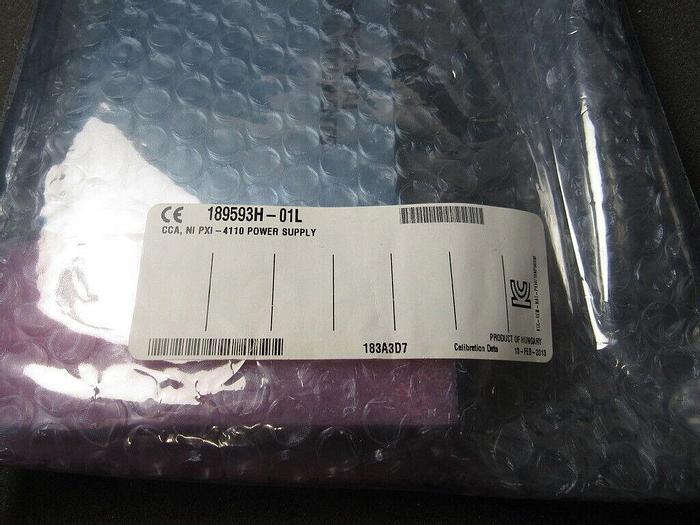 CE 189593H-01L
CCA, NI PXI-4110 POWER SUPPLY
PRODUCT OF HUNGARY
183A3D7 Calibration Date 13-FEB-2013